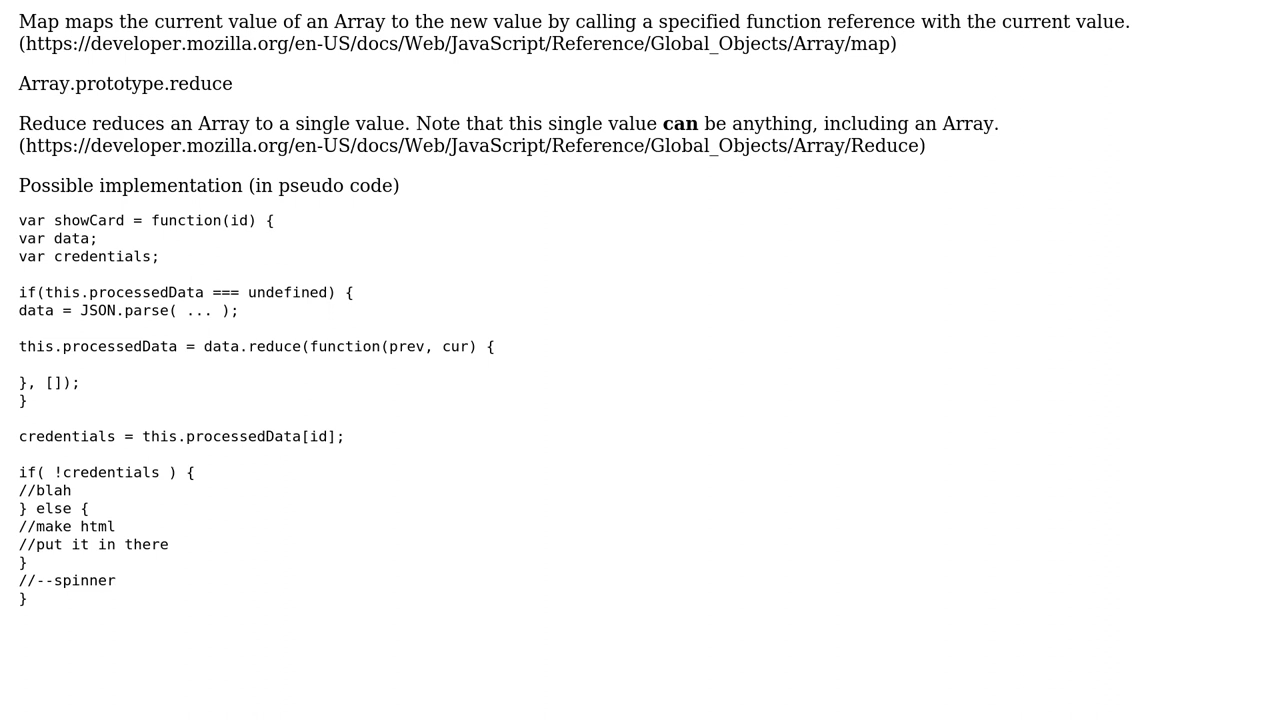 Map maps the current value of an Array to the new value by calling a specified function reference with the current value.
(https://developer.mozilla.org/en-US/docs/Web/JavaScript/Reference/Global_Objects/Array/map)
Array.prototype.reduce
Reduce reduces an Array to a single value. Note that this single value can be anything, including an Array.
(https://developer.mozilla.org/en-US/docs/Web/JavaScript/Reference/Global_Objects/Array/Reduce)
Possible implementation (in pseudo code)
var showCard = function(id) {
var data;
var credentials;
if(this.processedData === undefined) {
data = JSON.parse( ... );
this.processedData = data.reduce(function(prev, cur) {
}, []);
}
credentials = this.processedData[id];
if( !credentials ) {
//blah
} else {
//make html
//put it in there
}
//--spinner
}